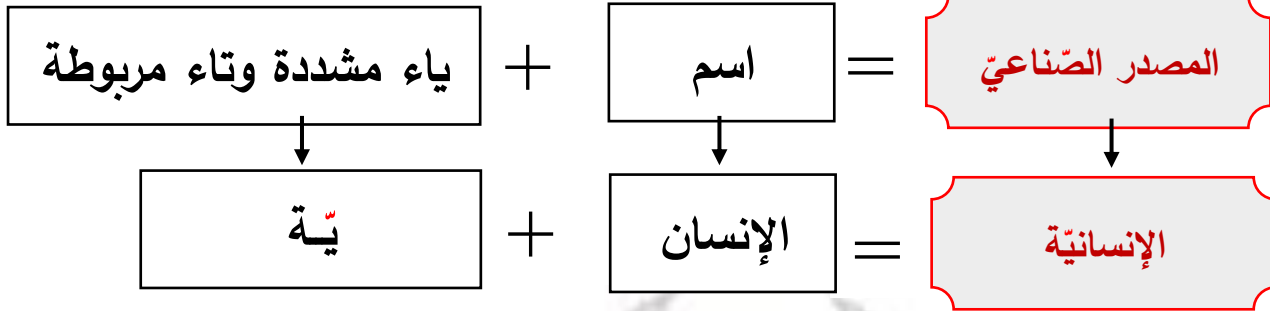 المصدر الصّناعيّ = اسم + ياء مشددة وتاء مربوطة
الإنسانيّة = الإنسان + يّـة